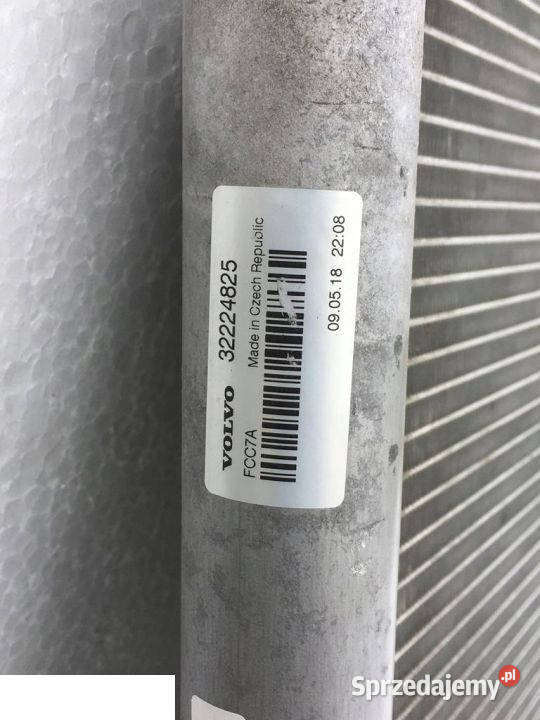 VOLVO 32224825
FCC7A Made in Czech Republic
09.05.18 22:08
Sprzedajemy.pl